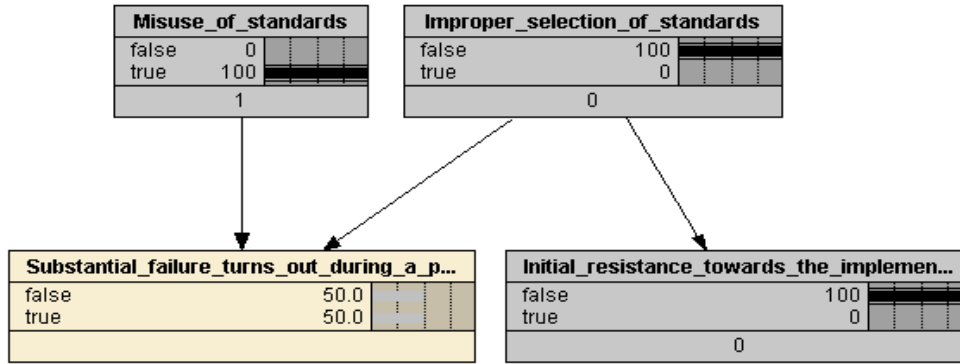 Misuse_of_standards
false 0
true 100
1
Improper_selection_of_standards
false 100
true 0
0
Substantial_failure_turns_out_during_a_p...
false 50.0
true 50.0
Initial_resistance_towards_the_implemen...
false 100
true 0
0